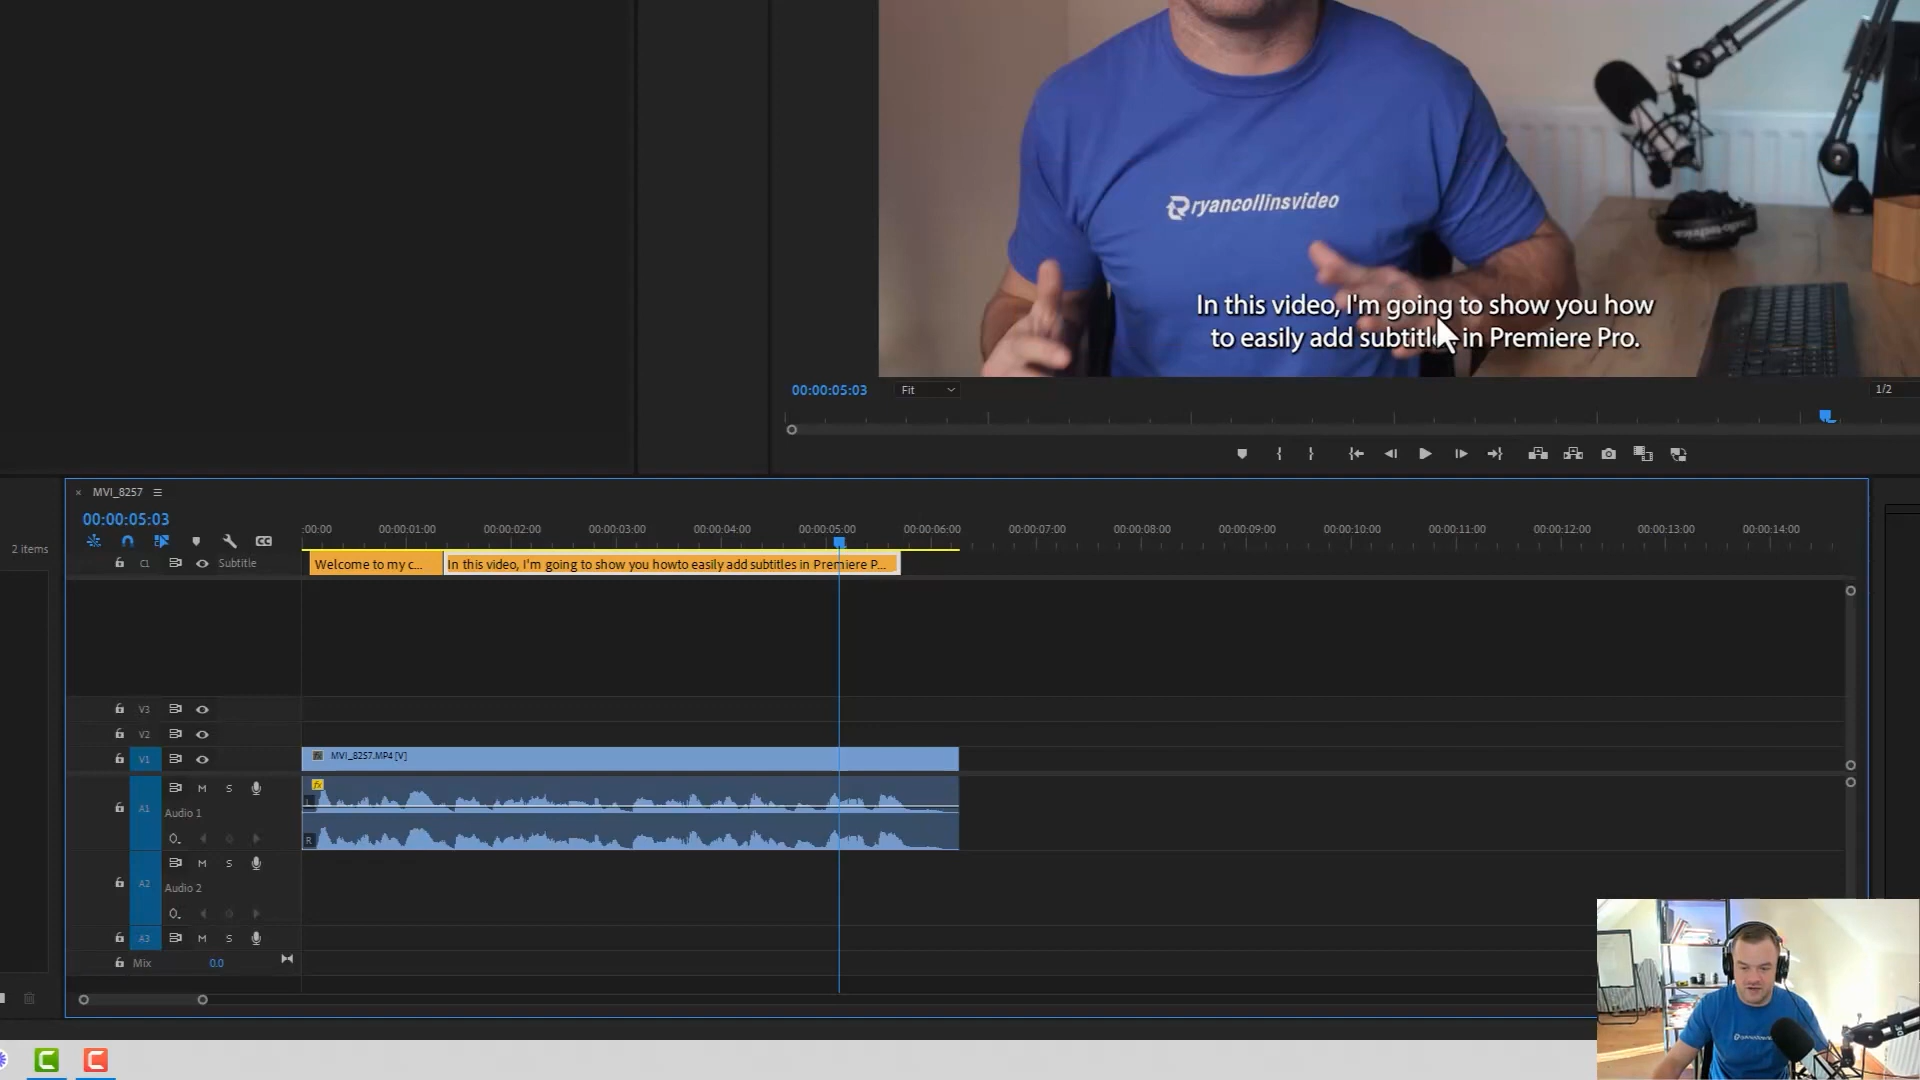 ryancollinsvideo
In this video, I'm going to show you how
to easily add subtitles in Premiere Pro.
00:00:05:03
Fit
1/2
MVI_8257
00:00:05:03
2 items
:00:00
00:00:01:00
00:00:02:00
00:00:03:00
00:00:04:00
00:00:05:00
00:00:06:00
00:00:07:00
00:00:08:00
00:00:09:00
00:00:10:00
00:00:11:00
00:00:12:00
00:00:13:00
00:00:14:00
CC
C1
Subtitle
Welcome to my c...
In this video, I'm going to show you howto easily add subtitles in Premiere P...
V3
V2
V1
MVI_8257.MP4 [V]
fx
M
S
L
A1
Audio 1
R
M
S
A2
Audio 2
A3
M
S
Mix
0.0